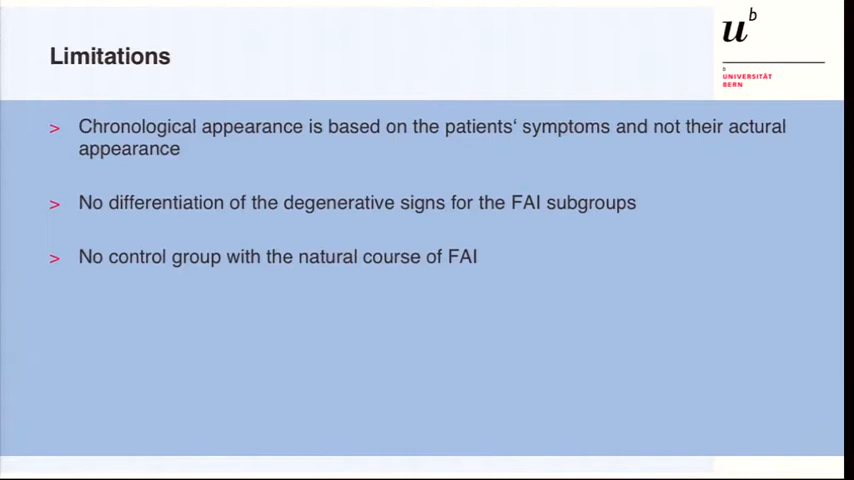 Limitations
u
b
b
UNIVERSITÄT
BERN
> Chronological appearance is based on the patients‘ symptoms and not their actural
appearance
> No differentiation of the degenerative signs for the FAI subgroups
> No control group with the natural course of FAI